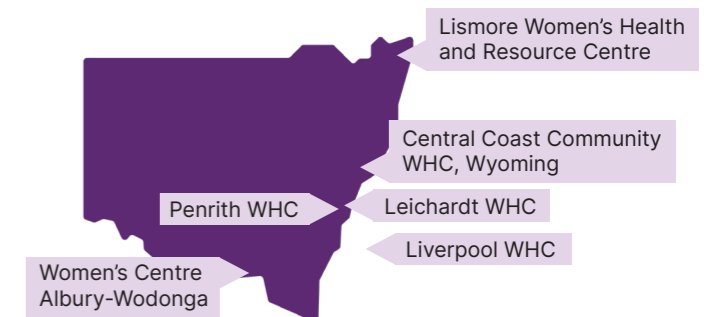 Lismore Women’s Health
and Resource Centre
Central Coast Community
WHC, Wyoming
Penrith WHC
Leichardt WHC
Liverpool WHC
Women’s Centre
Albury-Wodonga